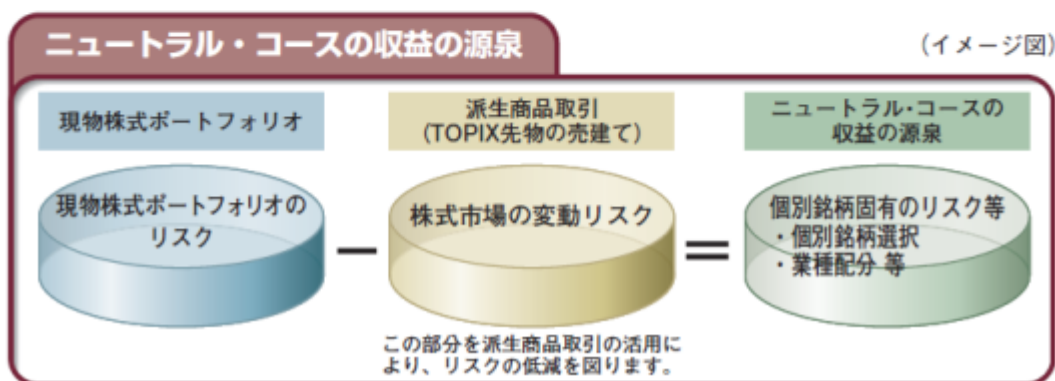 ニュートラル・コースの収益の源泉
(イメージ図)
現物株式ポートフォリオ
派生商品取引
(TOPIX先物の売建て)
ニュートラル・コースの
収益の源泉
現物株式ポートフォリオの
リスク
株式市場の変動リスク
個別銘柄固有のリスク等
・個別銘柄選択
・業種配分 等
この部分を派生商品取引の活用に
より、リスクの低減を図ります。